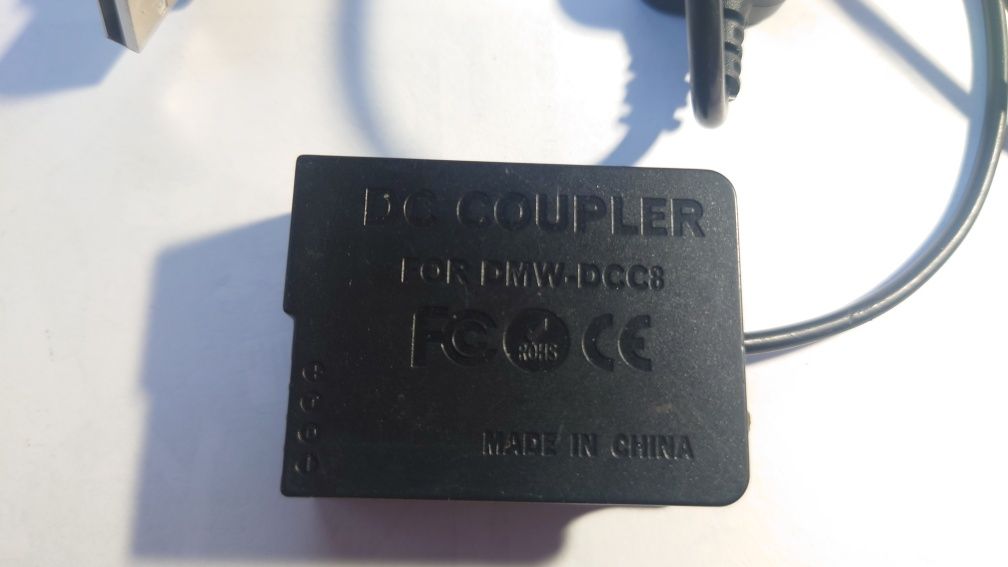 DC COUPLER
FOR DMW-DCC8
FC ROHS CE
MADE IN CHINA